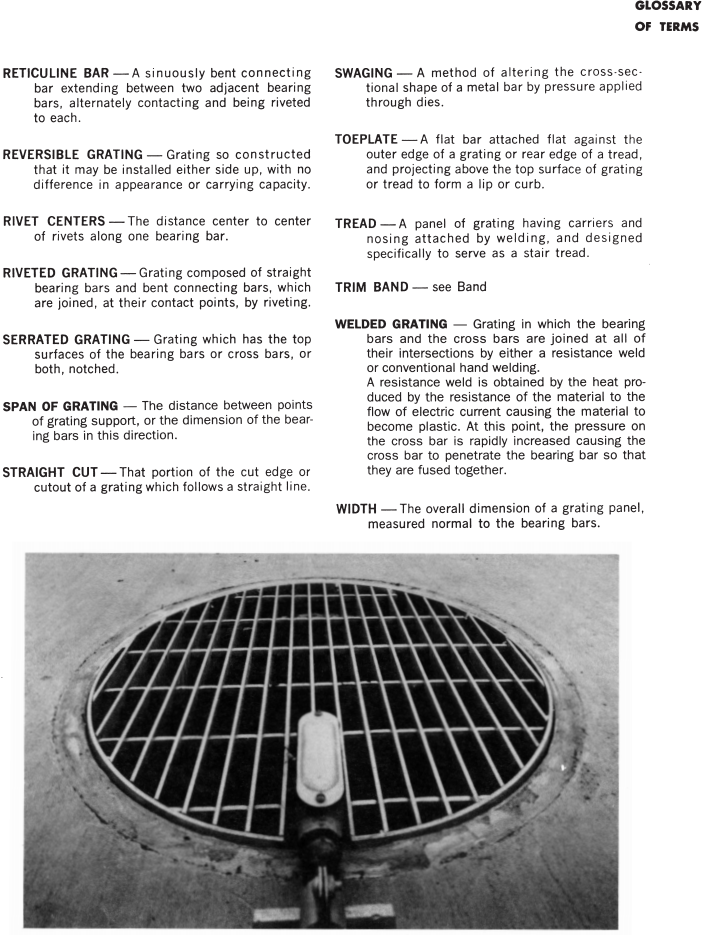 GLOSSARY
OF TERMS
RETICULINE BAR — A sinuously bent connecting
bar extending between two adjacent bearing
bars, alternately contacting and being riveted
to each.
REVERSIBLE GRATING — Grating so constructed
that it may be installed either side up, with no
difference in appearance or carrying capacity.
RIVET CENTERS — The distance center to center
of rivets along one bearing bar.
RIVETED GRATING — Grating composed of straight
bearing bars and bent connecting bars, which
are joined, at their contact points, by riveting.
SERRATED GRATING — Grating which has the top
surfaces of the bearing bars or cross bars, or
both, notched.
SPAN OF GRATING — The distance between points
of grating support, or the dimension of the bear-
ing bars in this direction.
STRAIGHT CUT — That portion of the cut edge or
cutout of a grating which follows a straight line.
SWAGING — A method of altering the cross-sec-
tional shape of a metal bar by pressure applied
through dies.
TOEPLATE — A flat bar attached flat against the
outer edge of a grating or rear edge of a tread,
and projecting above the top surface of grating
or tread to form a lip or curb.
TREAD — A panel of grating having carriers and
nosing attached by welding, and designed
specifically to serve as a stair tread.
TRIM BAND — see Band
WELDED GRATING — Grating in which the bearing
bars and the cross bars are joined at all of
their intersections by either a resistance weld
or conventional hand welding.
A resistance weld is obtained by the heat pro-
duced by the resistance of the material to the
flow of electric current causing the material to
become plastic. At this point, the pressure on
the cross bar is rapidly increased causing the
cross bar to penetrate the bearing bar so that
they are fused together.
WIDTH — The overall dimension of a grating panel,
measured normal to the bearing bars.